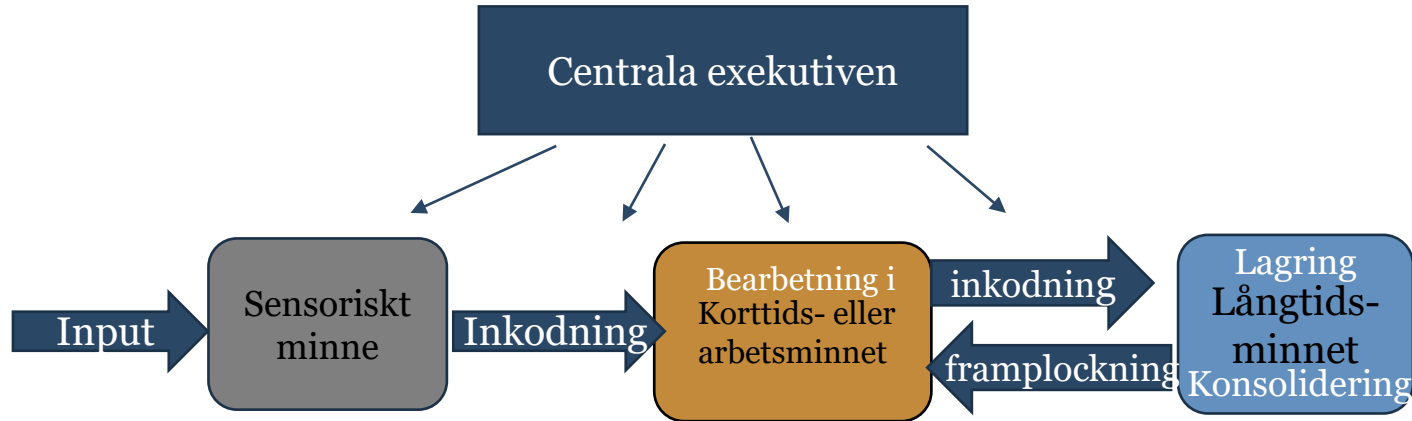 Centrala exekutiven
Input
Sensoriskt
minne
Inkodning
Bearbetning i
Korttids- eller
arbetsminnet
inkodning
framplockning
Lagring
Långtids-
minnet
Konsolidering